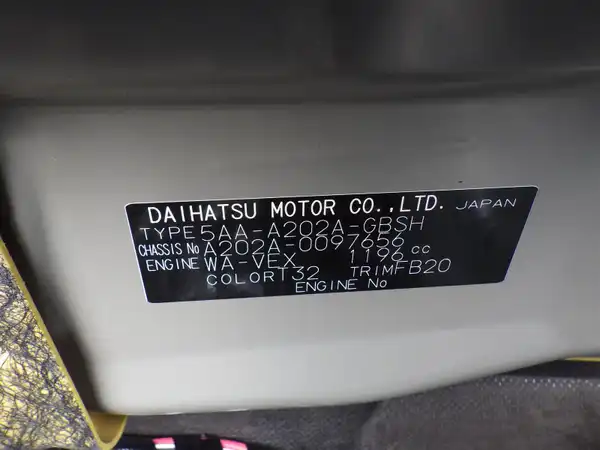 DAIHATSU MOTOR CO.,LTD. JAPAN
TYPE 5AA-A202A-GBSH
CHASSIS No A202A-0097656
ENGINE WA-VEX 1196 cc
COLOR T32 TRIM FB20
ENGINE No